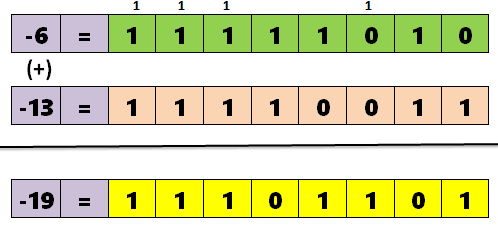 1 1 1 1
-6 = 1 1 1 1 1 0 1 0
(+)
-13 = 1 1 1 1 0 0 1 1
-19 = 1 1 1 0 1 1 0 1